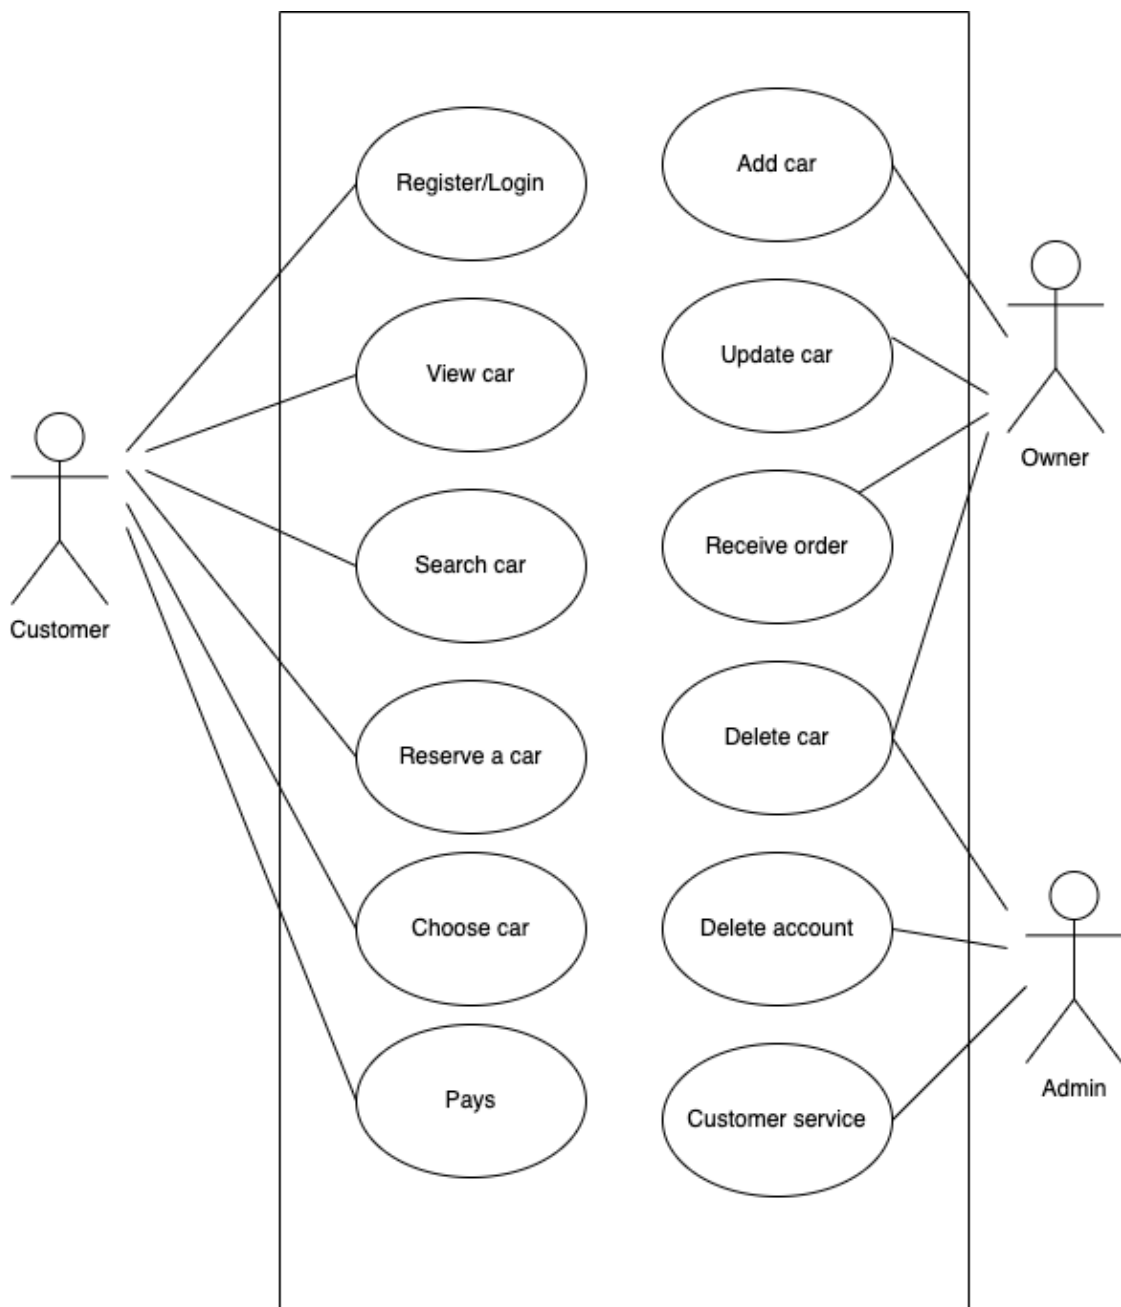 Register/Login
Add car
View car
Update car
Owner
Search car
Receive order
Customer
Reserve a car
Delete car
Choose car
Delete account
Pays
Customer service
Admin